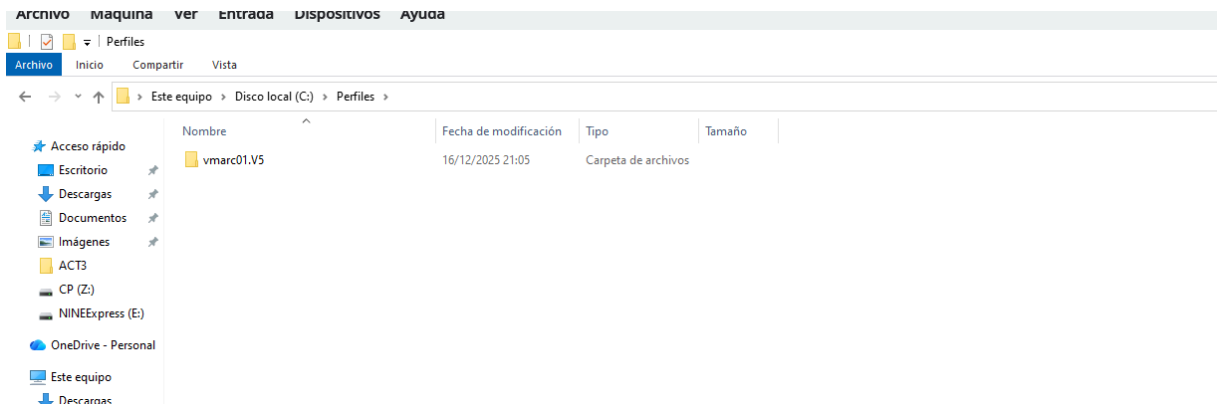 Archivo Maquina Ver Entrada Dispositivos Ayuda
Perfiles
Archivo Inicio Compartir Vista
Este equipo > Disco local (C:) > Perfiles >
Nombre Fecha de modificación Tipo Tamaño
Acceso rápido
vmarc01.V5 16/12/2025 21:05 Carpeta de archivos
Escritorio
Descargas
Documentos
Imágenes
ACT3
CP (Z:)
NINEExpress (E:)
OneDrive - Personal
Este equipo
Descargas